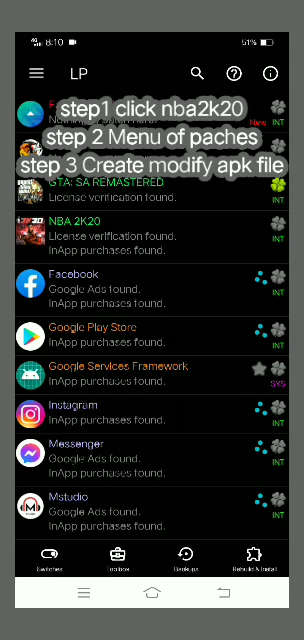 4G 8:10 51%
LP
step1 click nba2k20
New INT
step 2 Menu of paches
step 3 Create modify apk file
GTA: SA REMASTERED
License verification found.
INT
NBA 2K20
License verification found.
InApp purchases found.
INT
Facebook
Google Ads found.
InApp purchases found.
INT
Google Play Store
InApp purchases found.
INT
Google Services Framework
InApp purchases found.
SYS
Instagram
InApp purchases found.
INT
Messenger
Google Ads found.
InApp purchases found.
INT
Mstudio
Google Ads found.
InApp purchases found.
INT
Switches Toolbox Backups Rebuild & Install